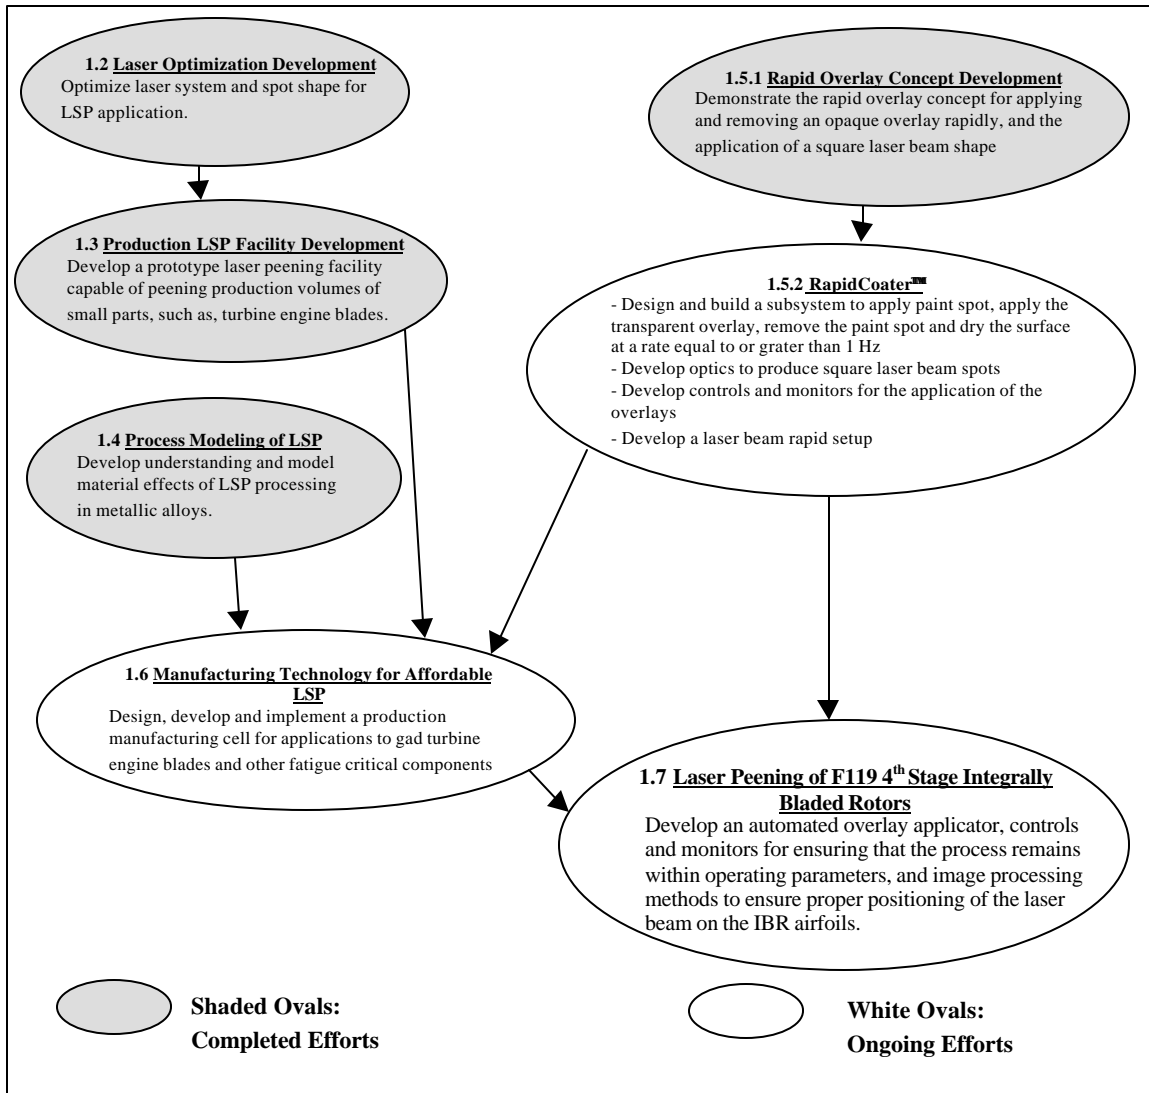 1.2 Laser Optimization Development
Optimize laser system and spot shape for
LSP application.
1.5.1 Rapid Overlay Concept Development
Demonstrate the rapid overlay concept for applying
and removing an opaque overlay rapidly, and the
application of a square laser beam shape
1.3 Production LSP Facility Development
Develop a prototype laser peening facility
capable of peening production volumes of
small parts, such as, turbine engine blades.
1.5.2 RapidCoater™
- Design and build a subsystem to apply paint spot, apply the
transparent overlay, remove the paint spot and dry the surface
at a rate equal to or grater than 1 Hz
- Develop optics to produce square laser beam spots
- Develop controls and monitors for the application of the
overlays
- Develop a laser beam rapid setup
1.4 Process Modeling of LSP
Develop understanding and model
material effects of LSP processing
in metallic alloys.
1.6 Manufacturing Technology for Affordable
LSP
Design, develop and implement a production
manufacturing cell for applications to gad turbine
engine blades and other fatigue critical components
1.7 Laser Peening of F119 4th Stage Integrally
Bladed Rotors
Develop an automated overlay applicator, controls
and monitors for ensuring that the process remains
within operating parameters, and image processing
methods to ensure proper positioning of the laser
beam on the IBR airfoils.
Shaded Ovals:
Completed Efforts
White Ovals:
Ongoing Efforts